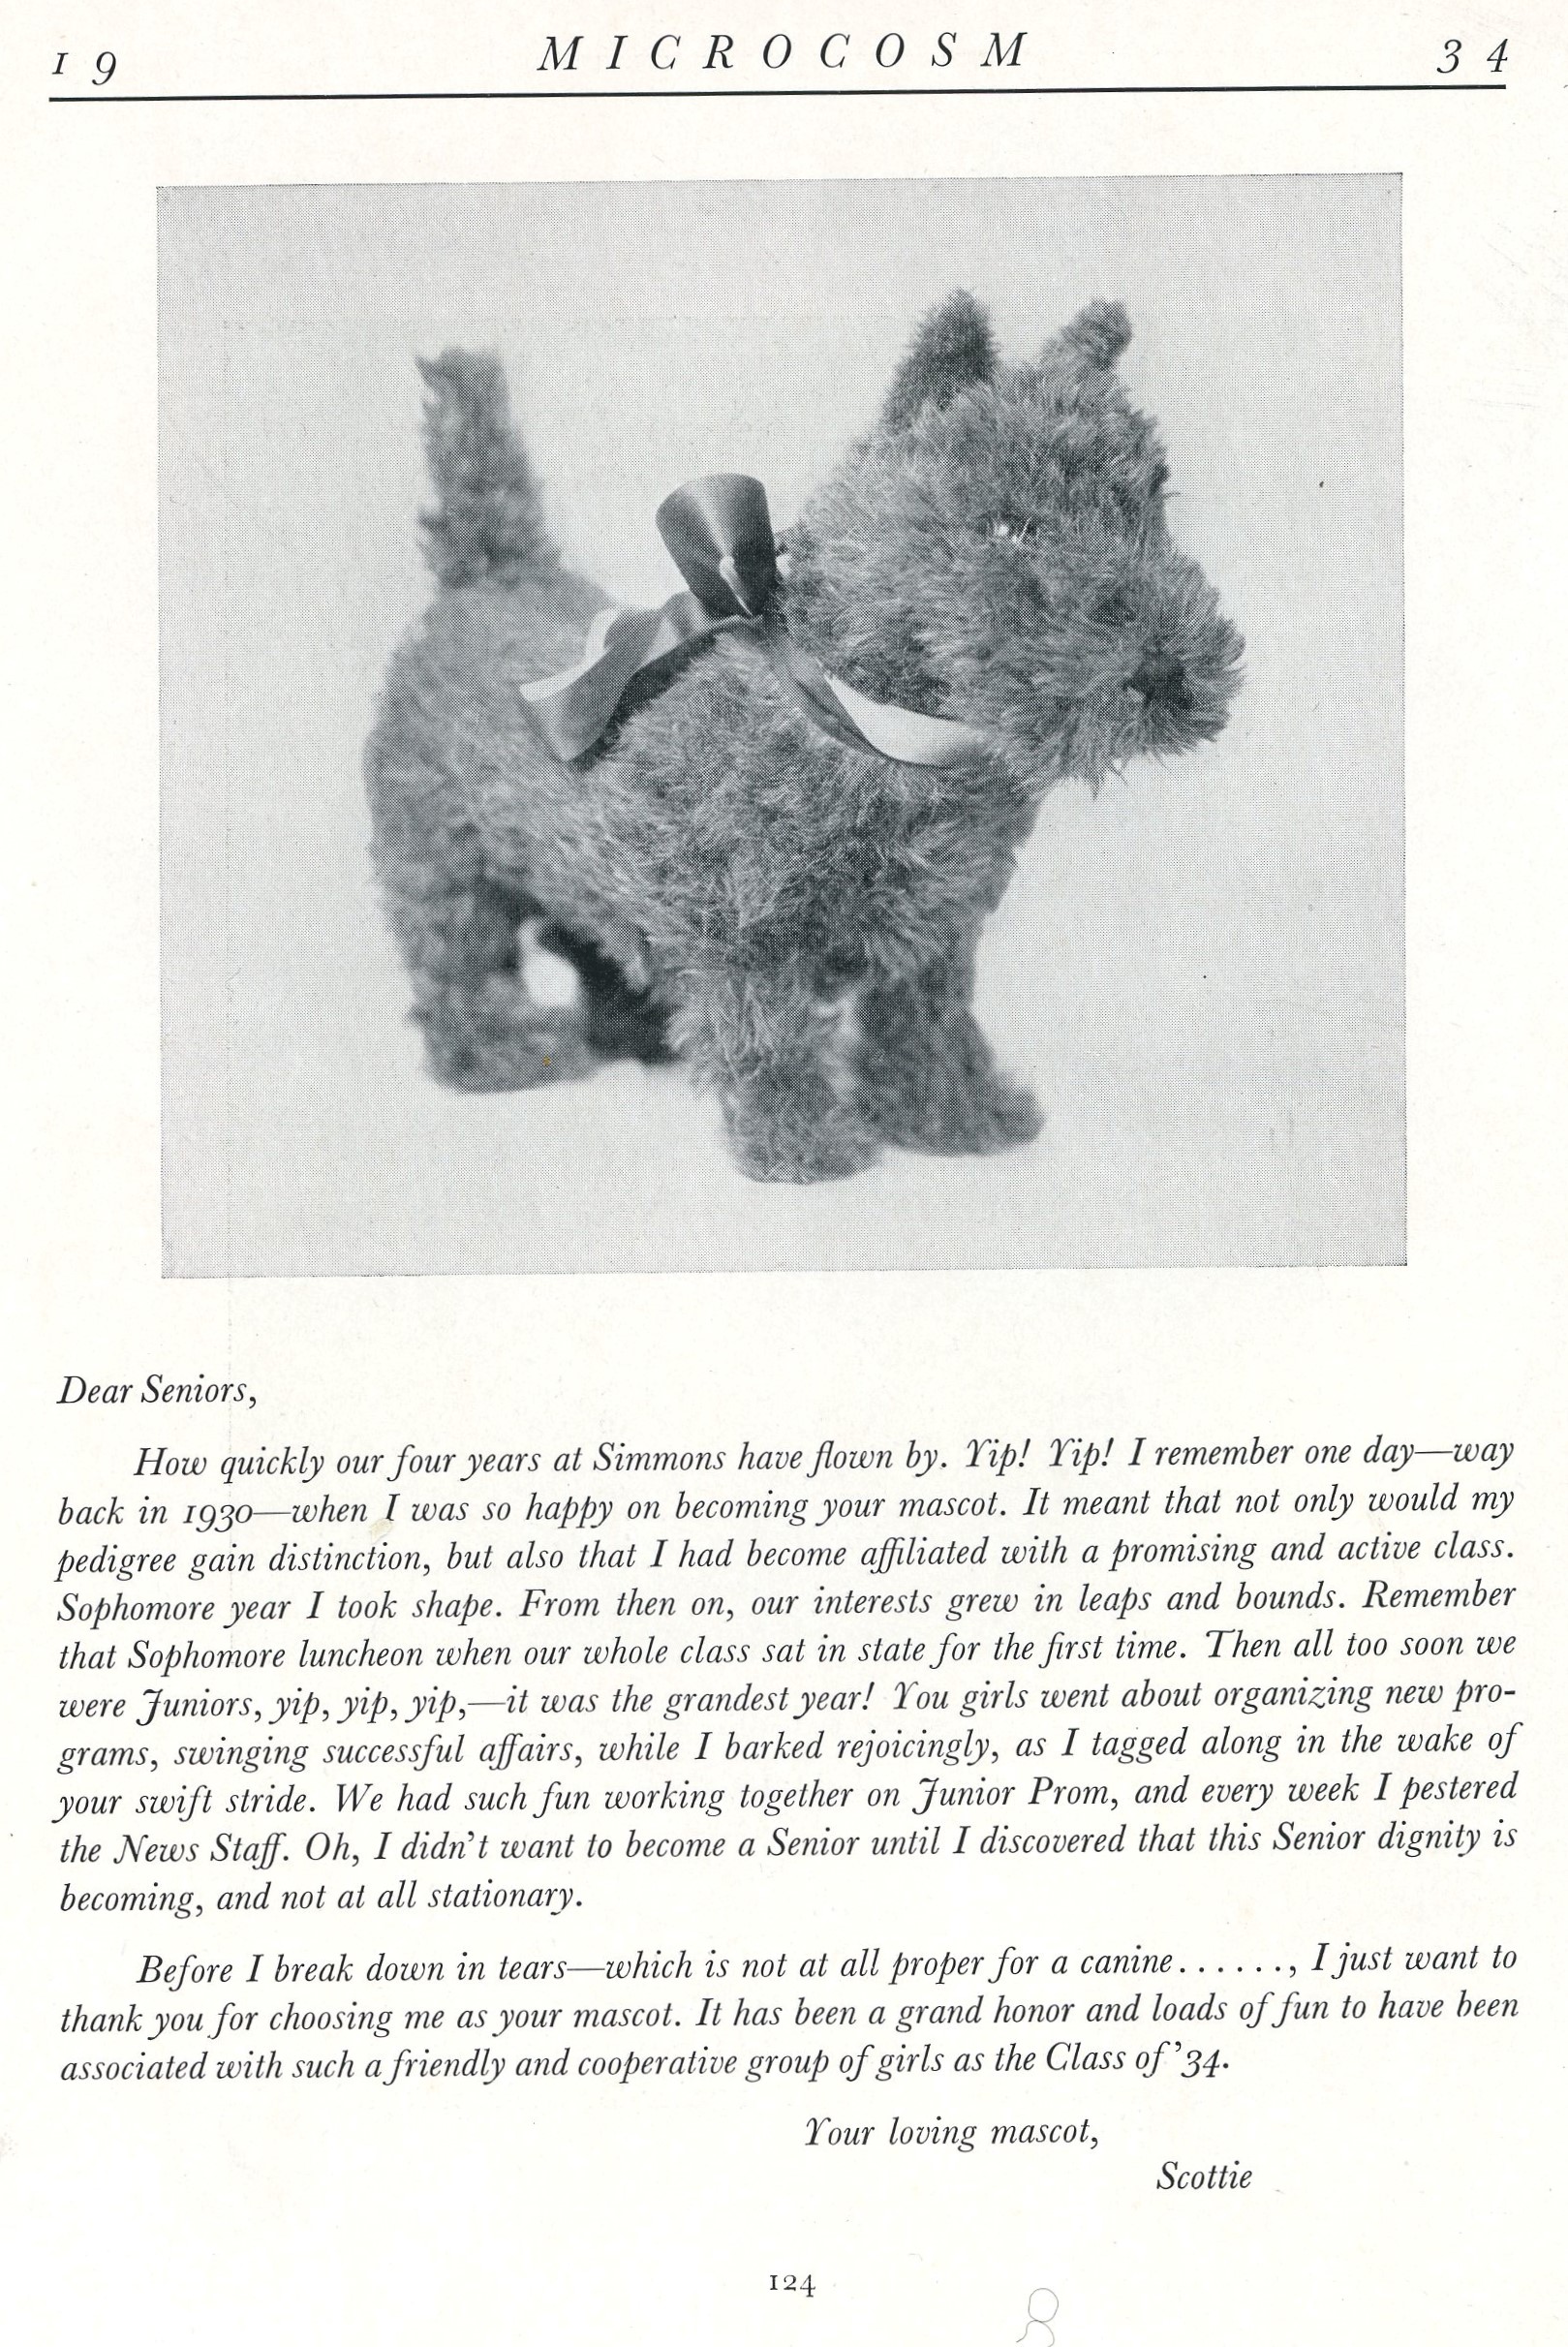 19 MICROCOSM 34
Dear Seniors,
How quickly our four years at Simmons have flown by. Yip! Yip! I remember one day—way
back in 1930—when I was so happy on becoming your mascot. It meant that not only would my
pedigree gain distinction, but also that I had become affiliated with a promising and active class.
Sophomore year I took shape. From then on, our interests grew in leaps and bounds. Remember
that Sophomore luncheon when our whole class sat in state for the first time. Then all too soon we
were Juniors, yip, yip, yip,—it was the grandest year! You girls went about organizing new pro-
grams, swinging successful affairs, while I barked rejoicingly, as I tagged along in the wake of
your swift stride. We had such fun working together on Junior Prom, and every week I pestered
the News Staff. Oh, I didn't want to become a Senior until I discovered that this Senior dignity is
becoming, and not at all stationary.
Before I break down in tears—which is not at all proper for a canine......, I just want to
thank you for choosing me as your mascot. It has been a grand honor and loads of fun to have been
associated with such a friendly and cooperative group of girls as the Class of '34.
Your loving mascot,
Scottie
124